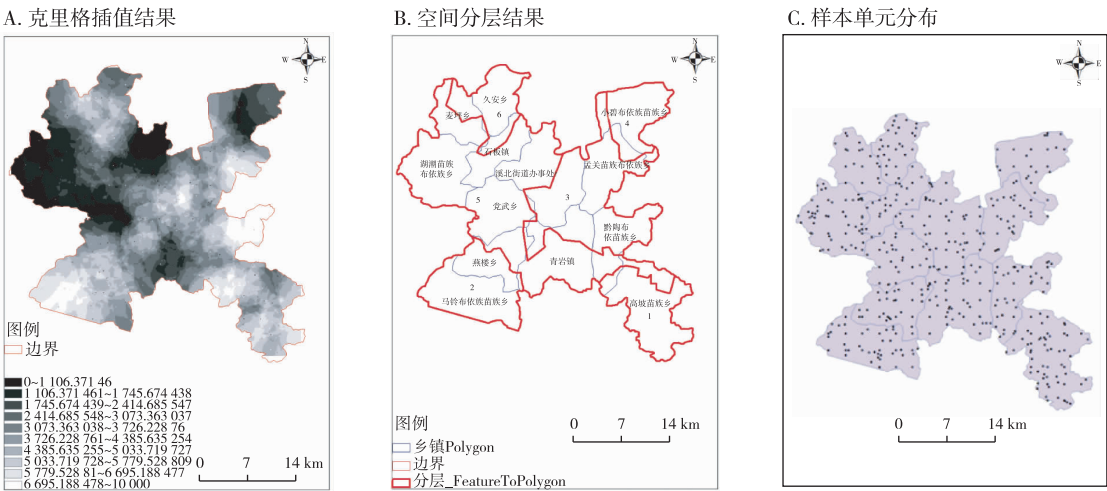 A. 克里格插值结果
N
W
E
S
图例
边界
0~1 106.371 46
1 106.371 461~1 745.674 438
1 745.674 439~2 414.685 547
2 414.685 548~3 073.363 037
3 073.363 038~3 726.228 76
3 726.228 761~4 385.635 254
4 385.635 255~5 033.719 727
5 033.719 728~5 779.528 809
5 779.528 81~6 695.188 477
6 695.188 478~10 000
0 7 14 km
B. 空间分层结果
N
W
E
S
久安乡
麦坪乡
6
小碧布依族苗族乡
4
石板镇
湖潮苗族
布依族乡
溪北街道办事处
孟关苗族布依族乡
5
党武乡
3
黔陶布
依苗族乡
燕楼乡
青岩镇
2
马铃布依族苗族乡
高坡苗族乡
1
图例
乡镇Polygon
边界
分层_FeatureToPolygon
0 7 14 km
C. 样本单元分布
N
W
E
S
0 7 14 km